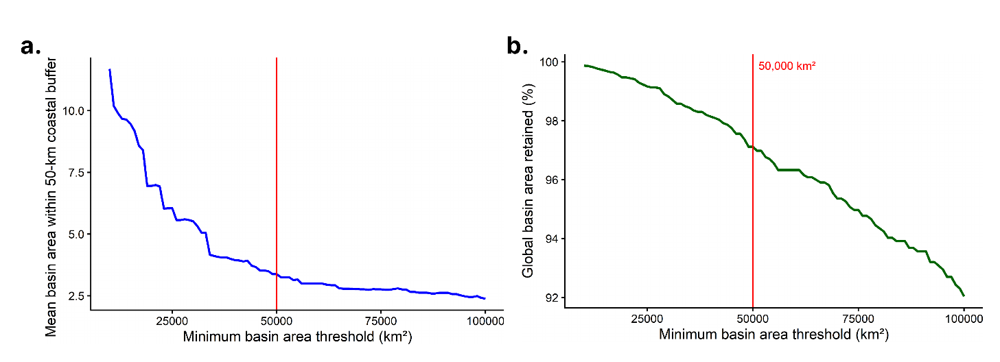 a.
Mean basin area within 50-km coastal buffer
10.0
7.5
5.0
2.5
25000 50000 75000 100000
Minimum basin area threshold (km²)
b.
Global basin area retained (%)
100
98
96
94
92
50,000 km²
25000 50000 75000 100000
Minimum basin area threshold (km²)